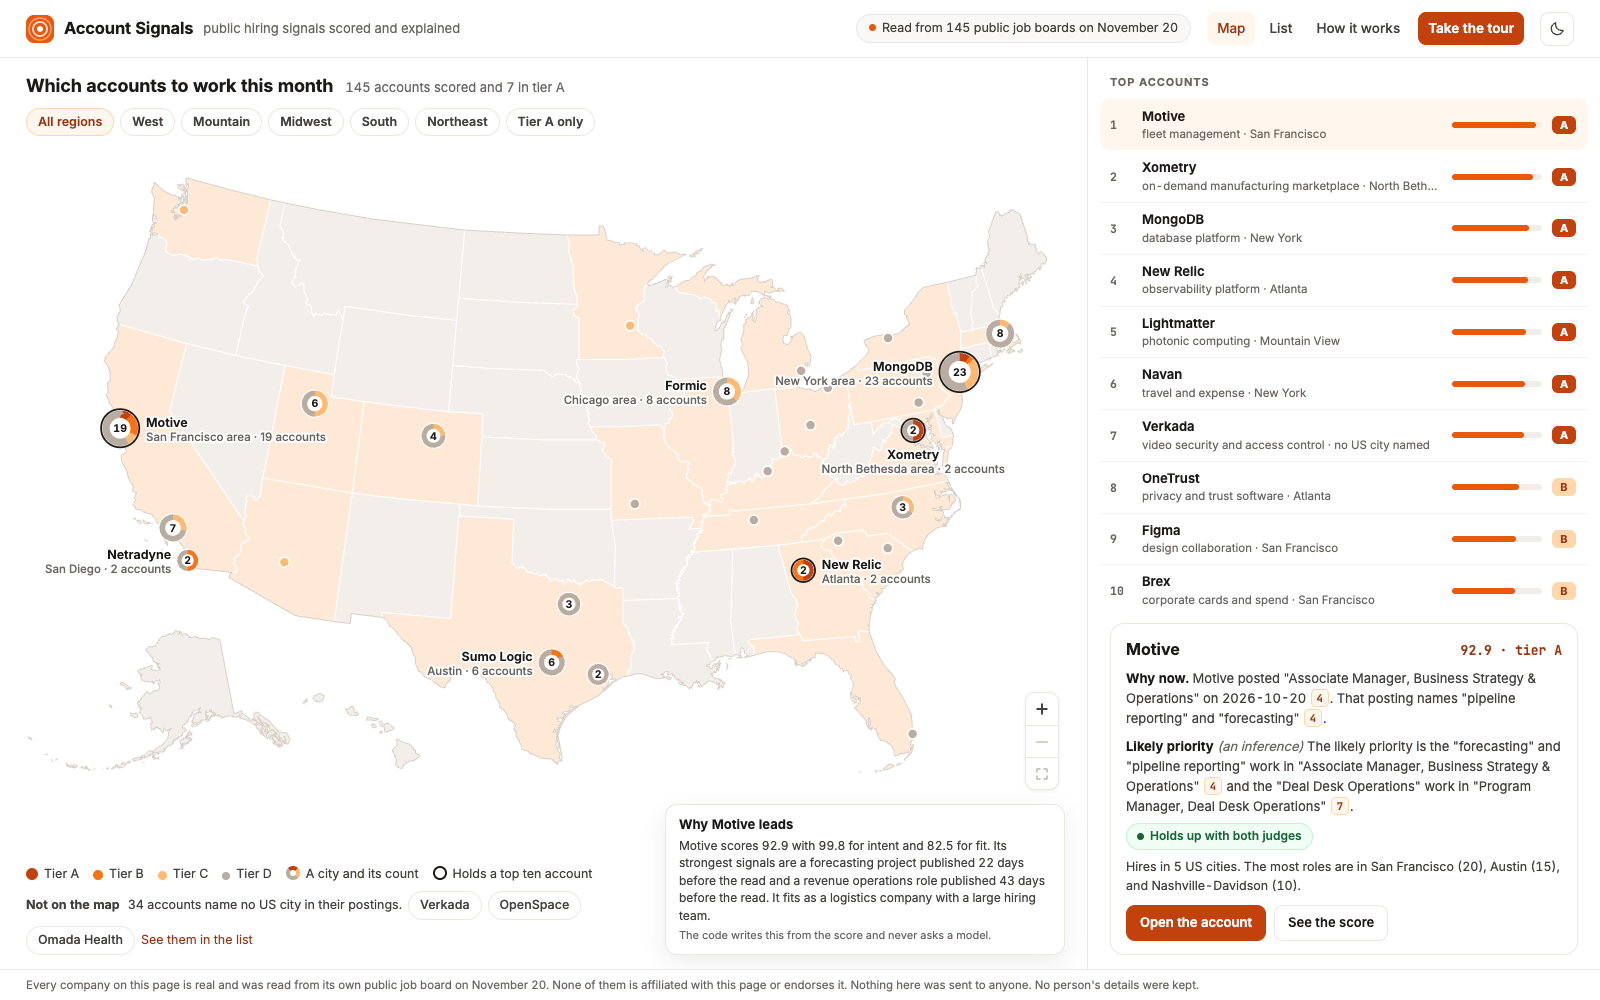 Account Signals public hiring signals scored and explained
Read from 145 public job boards on November 20
Map
List
How it works
Take the tour
Which accounts to work this month 145 accounts scored and 7 in tier A
All regions
West
Mountain
Midwest
South
Northeast
Tier A only
8
MongoDB
New York area · 23 accounts
23
Formic
Chicago area · 8 accounts
8
6
4
19
Motive
San Francisco area · 19 accounts
2
Xometry
North Bethesda area · 2 accounts
3
7
Netradyne
San Diego · 2 accounts
2
2
New Relic
Atlanta · 2 accounts
3
Sumo Logic
Austin · 6 accounts
6
2
+
−
Why Motive leads
Motive scores 92.9 with 99.8 for intent and 82.5 for fit. Its
strongest signals are a forecasting project published 22 days
before the read and a revenue operations role published 43 days
before the read. It fits as a logistics company with a large hiring
team.
The code writes this from the score and never asks a model.
Tier A
Tier B
Tier C
Tier D
A city and its count
Holds a top ten account
Not on the map 34 accounts name no US city in their postings.
Verkada
OpenSpace
Omada Health
See them in the list
TOP ACCOUNTS
1
Motive
fleet management · San Francisco
A
2
Xometry
on-demand manufacturing marketplace · North Beth...
A
3
MongoDB
database platform · New York
A
4
New Relic
observability platform · Atlanta
A
5
Lightmatter
photonic computing · Mountain View
A
6
Navan
travel and expense · New York
A
7
Verkada
video security and access control · no US city named
A
8
OneTrust
privacy and trust software · Atlanta
B
9
Figma
design collaboration · San Francisco
B
10
Brex
corporate cards and spend · San Francisco
B
Motive
92.9 · tier A
Why now. Motive posted "Associate Manager, Business Strategy &
Operations" on 2026-10-20 4. That posting names "pipeline
reporting" and "forecasting" 4.
Likely priority (an inference) The likely priority is the "forecasting" and
"pipeline reporting" work in "Associate Manager, Business Strategy &
Operations" 4 and the "Deal Desk Operations" work in "Program
Manager, Deal Desk Operations" 7.
Holds up with both judges
Hires in 5 US cities. The most roles are in San Francisco (20), Austin (15),
and Nashville-Davidson (10).
Open the account
See the score
Every company on this page is real and was read from its own public job board on November 20. None of them is affiliated with this page or endorses it. Nothing here was sent to anyone. No person's details were kept.